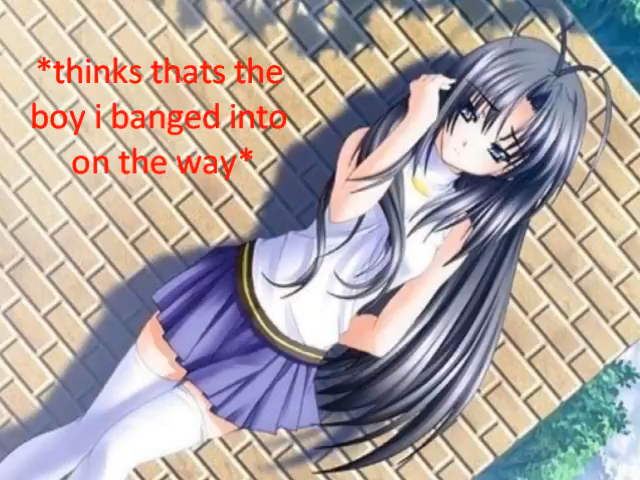 *thinks thats the
boy i banged into
on the way*